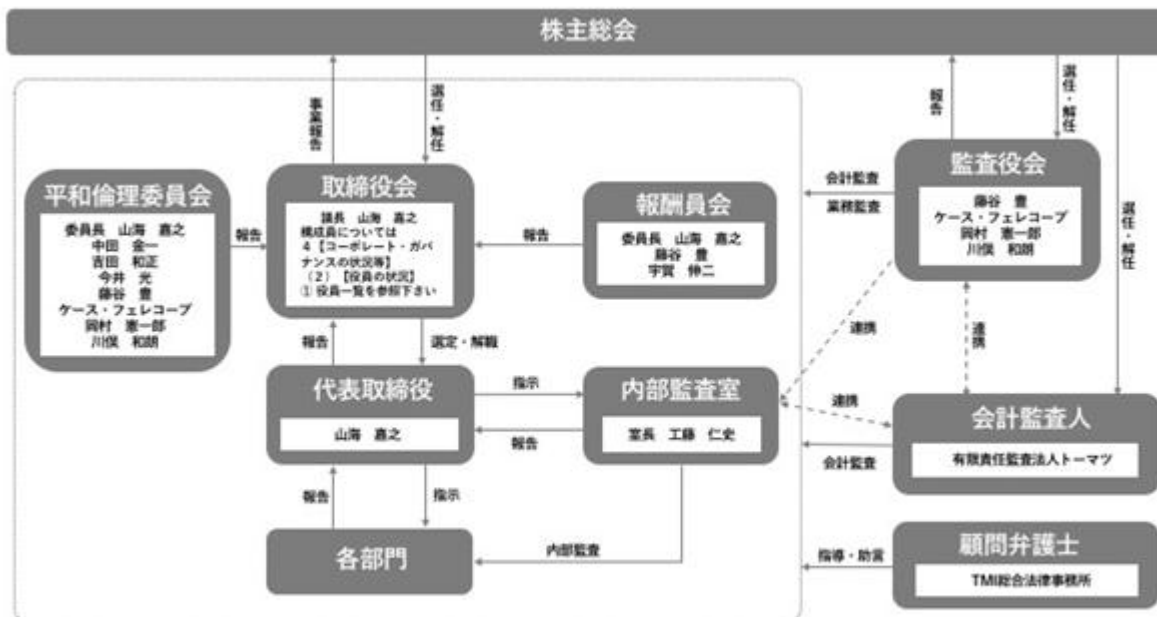 株主総会
事業報告
選任・解任
報告
選任・解任
選任・解任
平和倫理委員会
委員長 山海 嘉之
中田 金一
吉田 和正
今井 光
藤谷 豊
ケース・フェレコープ
岡村 憲一郎
川俣 和朗
報告
取締役会
議長 山海 嘉之
構成員については
4【コーポレート・ガバ
ナンスの状況等】
(2)【役員の状況】
① 役員一覧を参照下さい
報告
報酬員会
委員長 山海 嘉之
藤谷 豊
宇賀 伸二
会計監査
業務監査
監査役会
藤谷 豊
ケース・フェレコープ
岡村 憲一郎
川俣 和朗
報告
選定・解職
連携
連携
代表取締役
山海 嘉之
指示
報告
内部監査室
室長 工藤 仁史
連携
会計監査
会計監査人
有限責任監査法人トーマツ
報告
指示
各部門
内部監査
指導・助言
顧問弁護士
TMI総合法律事務所